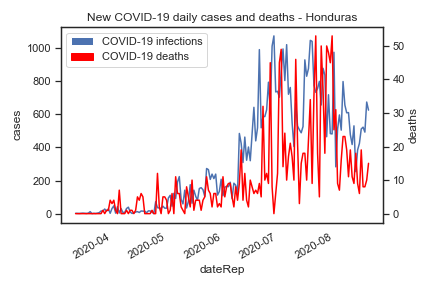 New COVID-19 daily cases and deaths - Honduras
COVID-19 infections
COVID-19 deaths
1000
800
600
400
200
0
cases
50
40
30
20
10
0
deaths
2020-04
2020-05
2020-06
2020-07
2020-08
dateRep